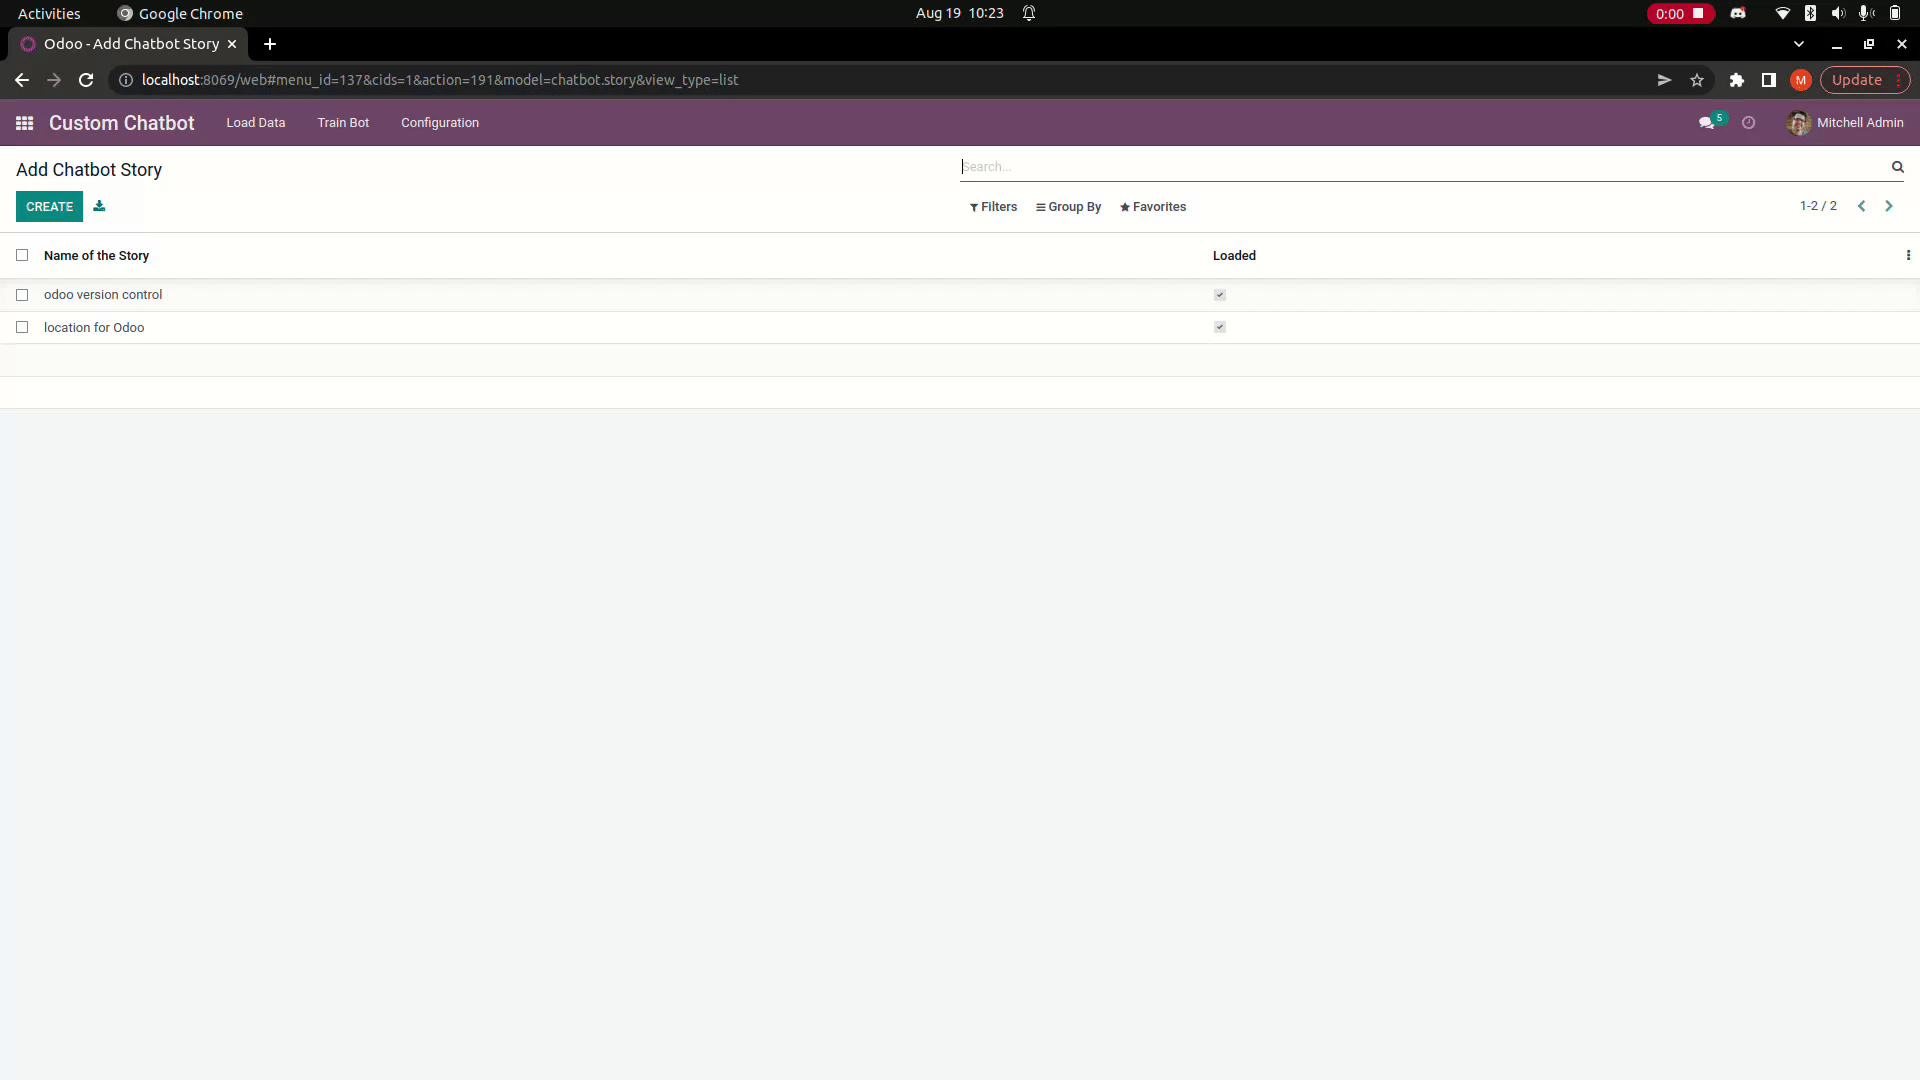 Activities Google Chrome Aug 19 10:23 0:00
Odoo - Add Chatbot Story
localhost:8069/web#menu_id=137&cids=1&action=191&model=chatbot.story&view_type=list M Update
Custom Chatbot Load Data Train Bot Configuration 5 Mitchell Admin
Add Chatbot Story Search...
CREATE Filters Group By Favorites 1-2 / 2
Name of the Story Loaded
odoo version control
location for Odoo